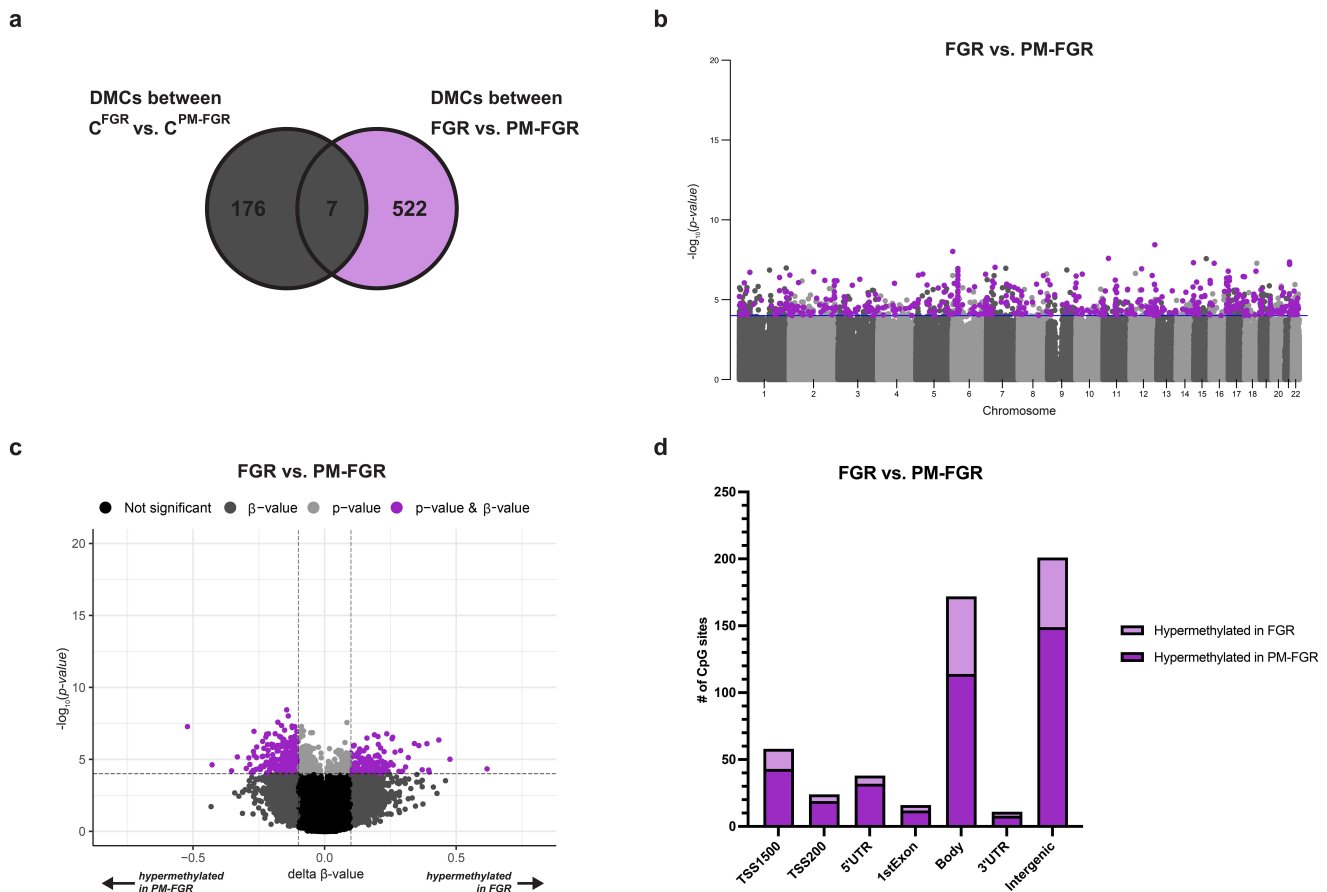 a
DMCs between
C^FGR vs. C^PM-FGR
DMCs between
FGR vs. PM-FGR
176
7
522
b
FGR vs. PM-FGR
20
15
10
5
0
-log₁₀(p-value)
1 2 3 4 5 6 7 8 9 10 11 12 13 14 15 16 17 18 20 22
Chromosome
c
FGR vs. PM-FGR
Not significant β−value p−value p-value & β-value
20
15
10
5
0
-log₁₀(p-value)
−0.5 0.0 0.5
delta β-value
hypermethylated
in PM-FGR
hypermethylated
in FGR
d
FGR vs. PM-FGR
250
200
150
100
50
0
# of CpG sites
TSS1500 TSS200 5'UTR 1stExon Body 3'UTR Intergenic
Hypermethylated in FGR
Hypermethylated in PM-FGR